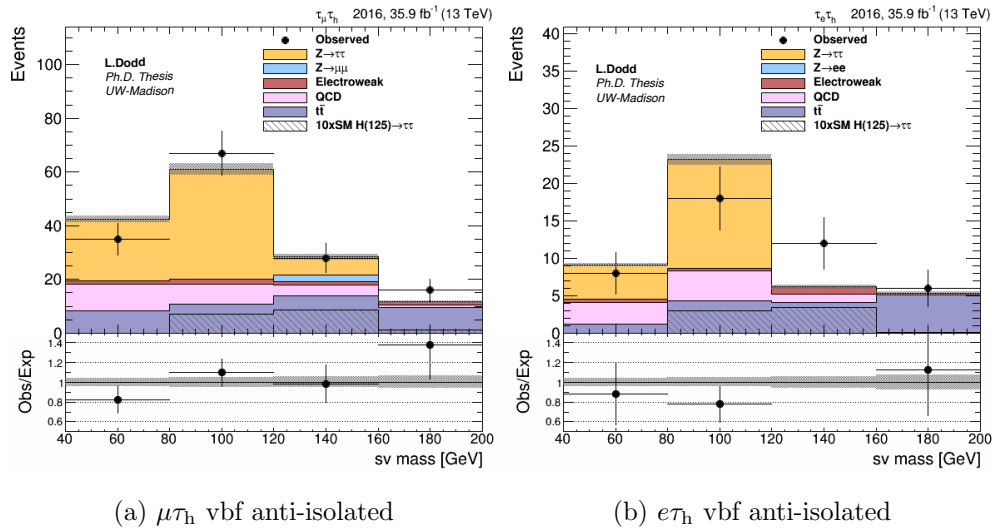 τμτh 2016, 35.9 fb⁻¹ (13 TeV)
Events
100
80
60
40
20
0
L.Dodd
Ph.D. Thesis
UW-Madison
Observed
Z→ττ
Z→μμ
Electroweak
QCD
tt̄
10xSM H(125)→ττ
Obs/Exp
1.4
1.2
1
0.8
0.6
40 60 80 100 120 140 160 180 200
sv mass [GeV]
(a) μτh vbf anti-isolated
τeτh 2016, 35.9 fb⁻¹ (13 TeV)
Events
40
35
30
25
20
15
10
5
0
L.Dodd
Ph.D. Thesis
UW-Madison
Observed
Z→ττ
Z→ee
Electroweak
QCD
tt̄
10xSM H(125)→ττ
Obs/Exp
1.4
1.2
1
0.8
0.6
40 60 80 100 120 140 160 180 200
sv mass [GeV]
(b) eτh vbf anti-isolated